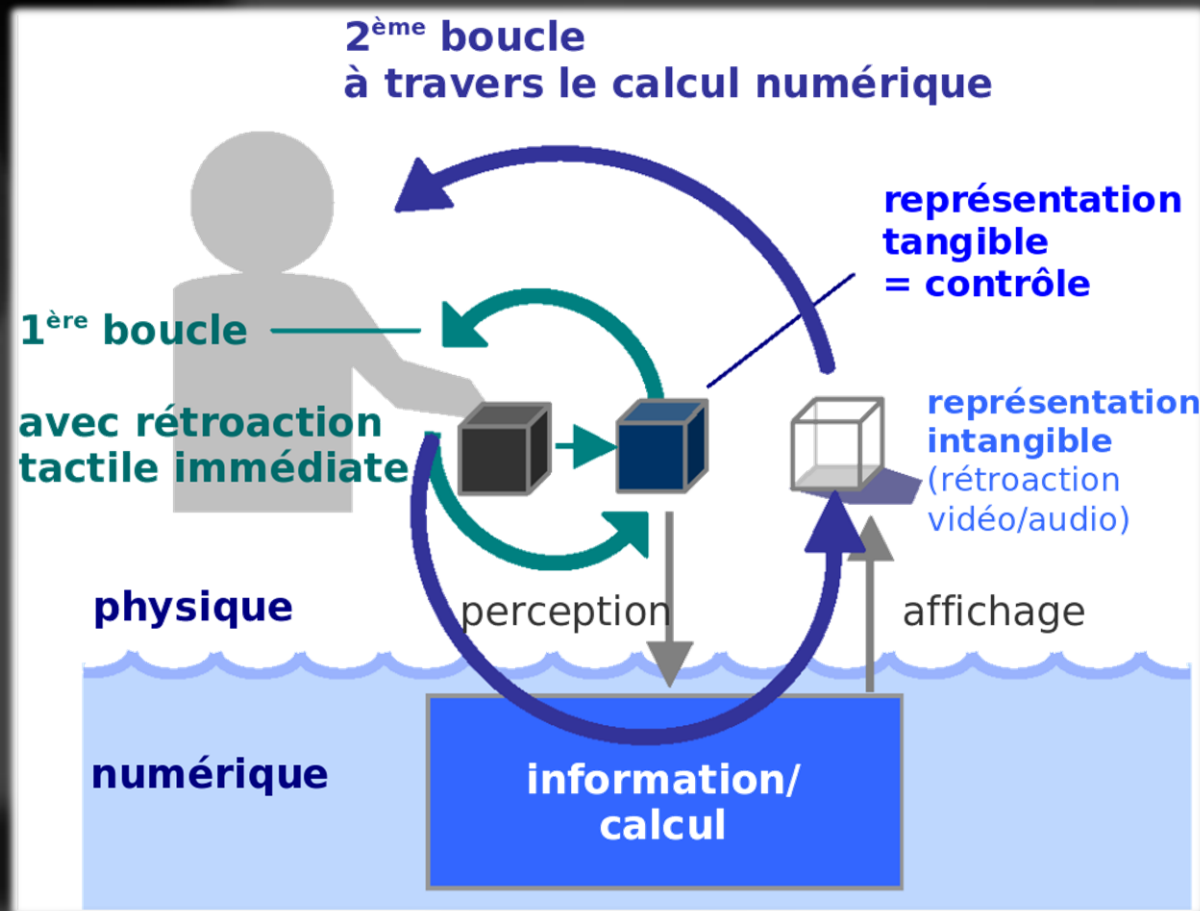 2ème boucle
à travers le calcul numérique
représentation
tangible
= contrôle
1ère boucle
avec rétroaction
tactile immédiate
représentation
intangible
(rétroaction
vidéo/audio)
physique
perception
affichage
numérique
information/
calcul